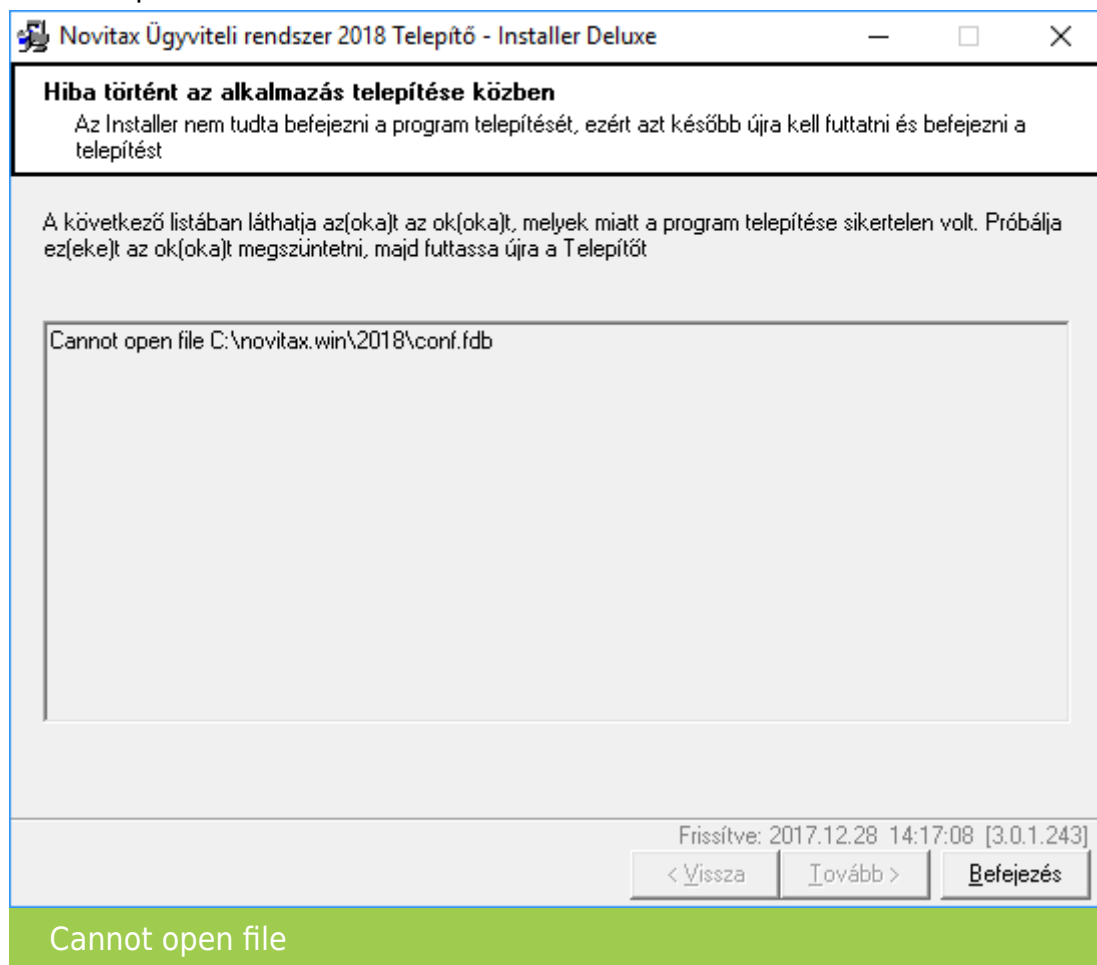 Novitax Ügyviteli rendszer 2018 Telepítő - Installer Deluxe
Hiba történt az alkalmazás telepítése közben
Az Installer nem tudta befejezni a program telepítését, ezért azt később újra kell futtatni és befejezni a
telepítést
A következő listában láthatja az(oka)t az ok(oka)t, melyek miatt a program telepítése sikertelen volt. Próbálja
ez(eke)t az ok(oka)t megszüntetni, majd futtassa újra a Telepítőt
Cannot open file C:\novitax.win\2018\conf.fdb
Frissítve: 2017.12.28 14:17:08 [3.0.1.243]
< Vissza
Tovább >
Befejezés
Cannot open file